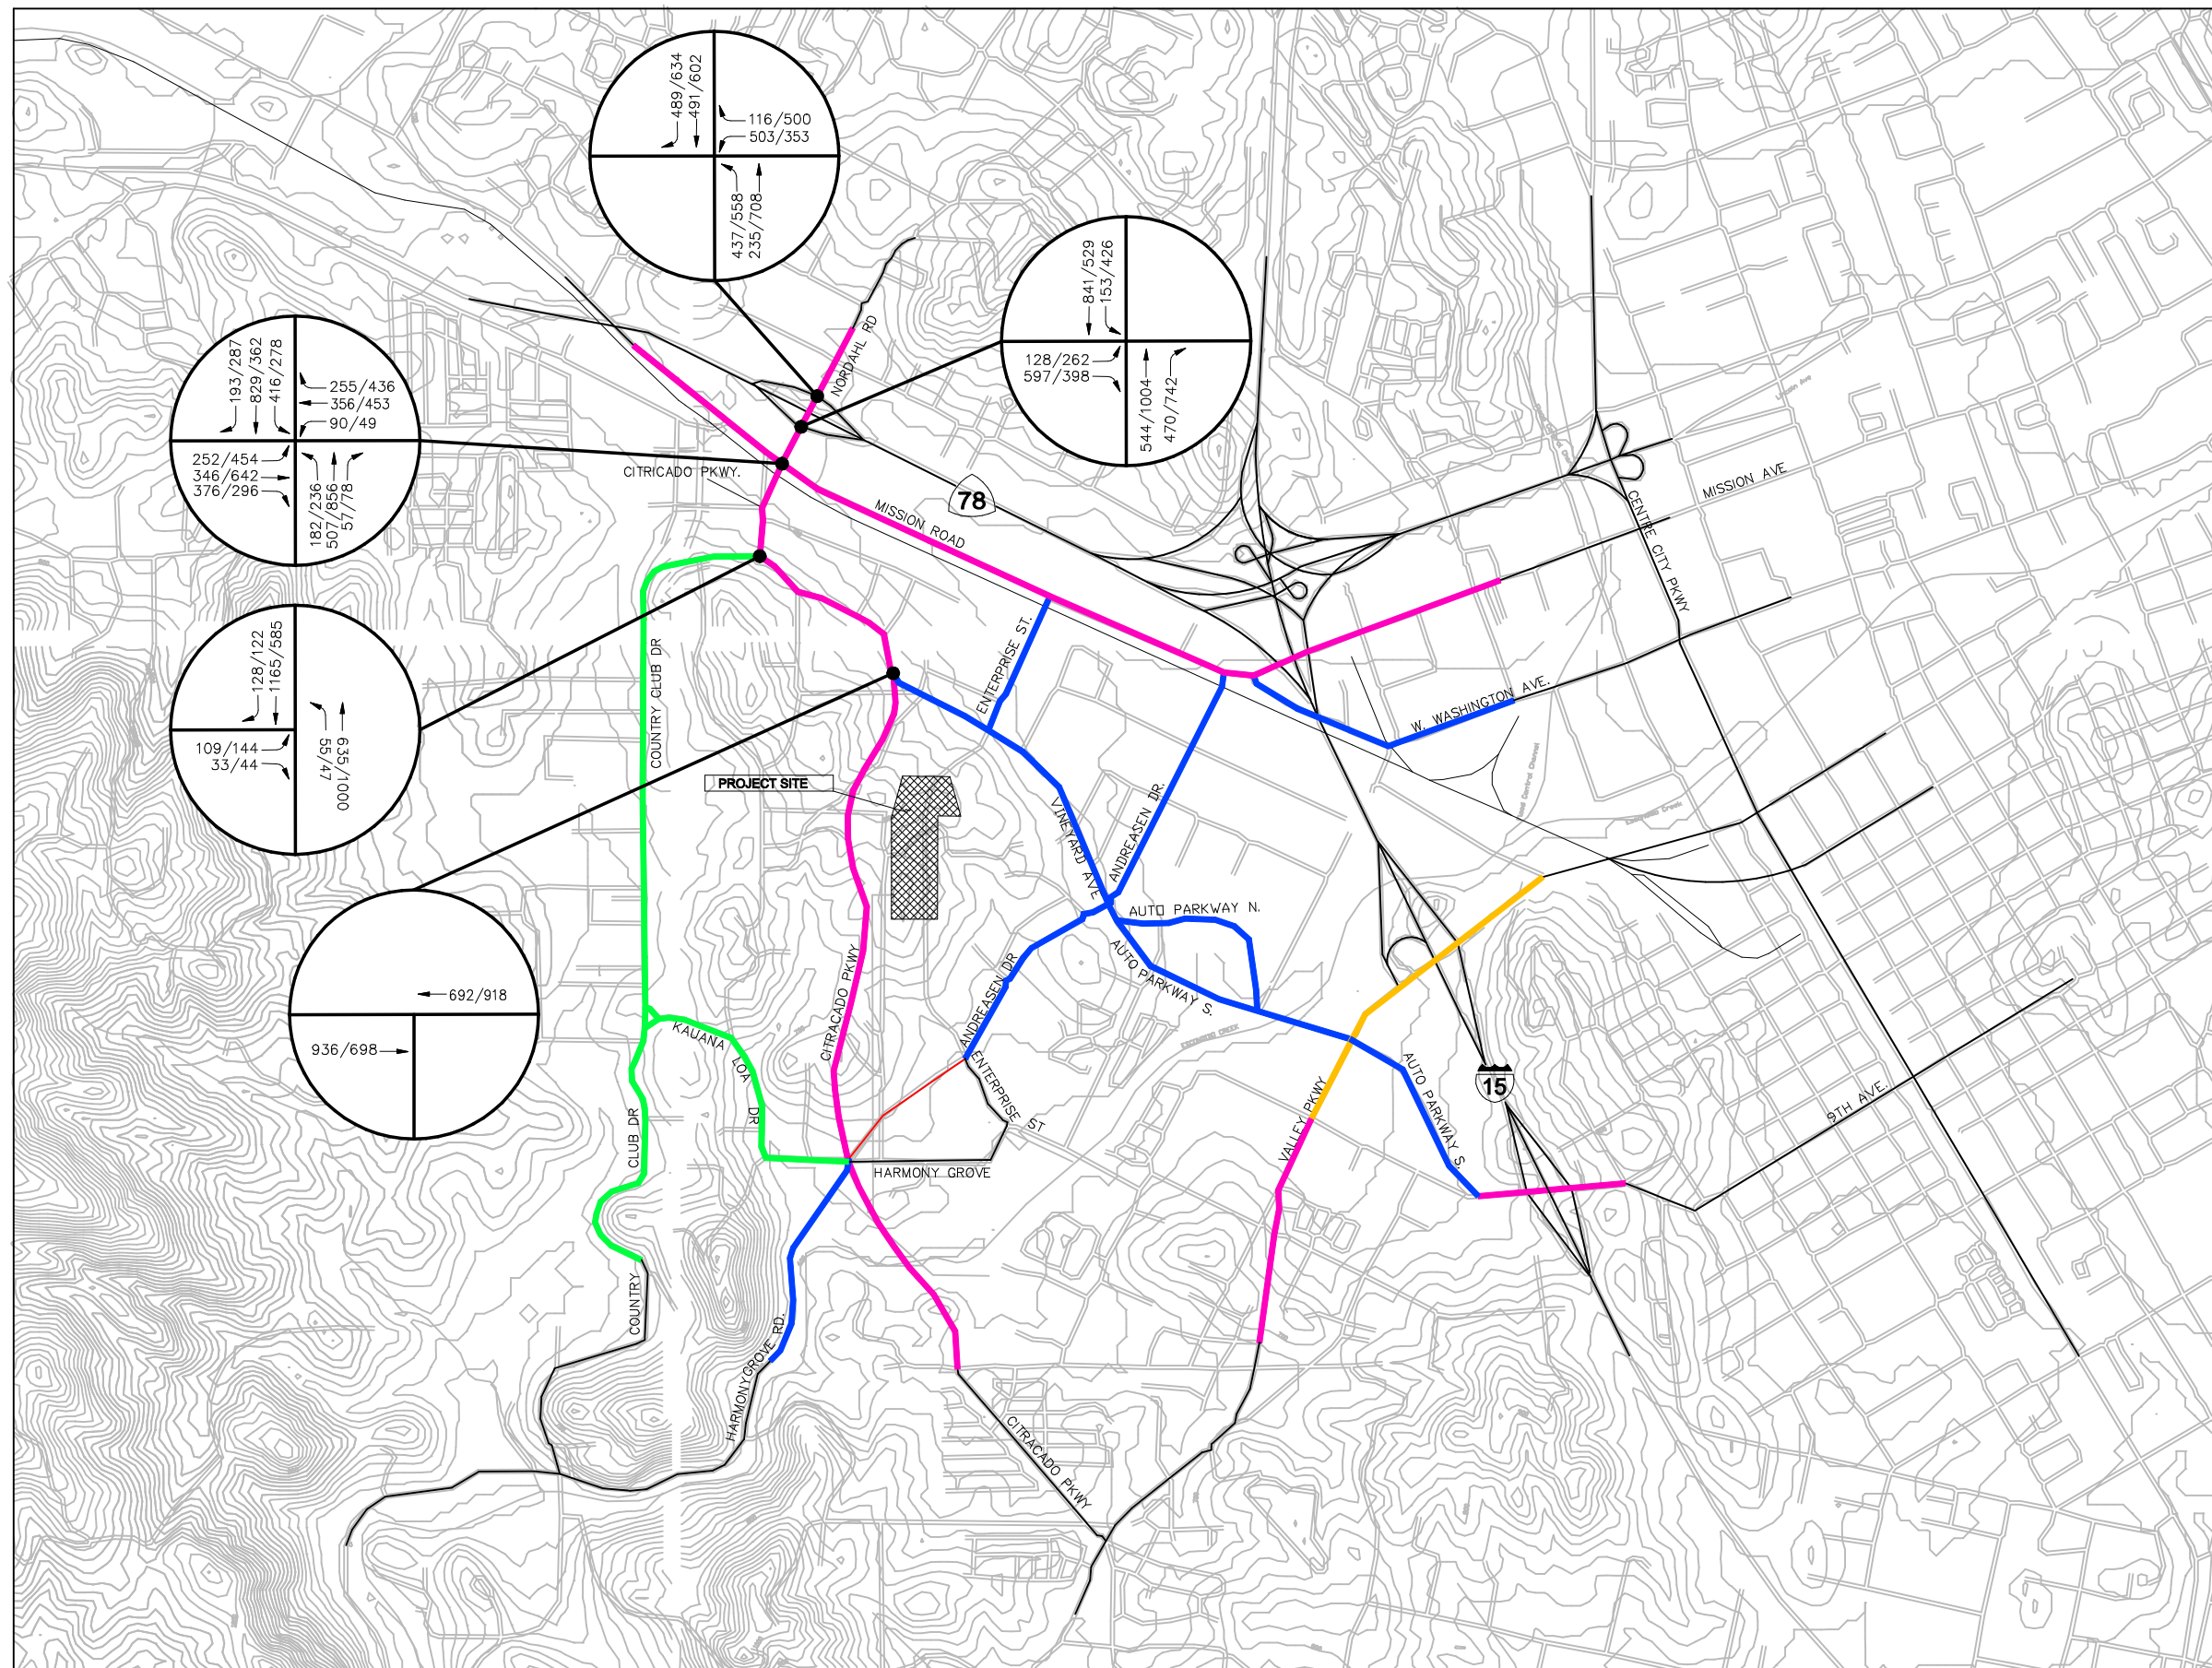 489/634
491/602
116/500
503/353
437/558
235/708
841/529
153/426
128/262
597/398
544/1004
470/742
193/287
829/362
416/278
255/436
356/453
90/49
252/454
346/642
376/296
182/236
507/856
57/78
NORDAHL RD
CITRICADO PKWY.
78
MISSION ROAD
MISSION AVE
CENTRE CITY PKWY
128/122
1165/585
109/144
33/44
55/47
635/1000
COUNTRY CLUB DR
ENTERPRISE ST.
W. WASHINGTON AVE.
PROJECT SITE
VINEYARD AVE
ANDREASEN DR.
AUTO PARKWAY N.
AUTO PARKWAY S.
692/918
936/698
KAUANA LOA DR
CITRACADO PKWY
ANDREASEN DR
ENTERPRISE ST
ESCONDIDO CREEK
15
AUTO PARKWAY S.
VALLEY PKWY
9TH AVE.
HARMONY GROVE
COUNTRY CLUB DR
HARMONY GROVE RD.
CITRACADO PKWY